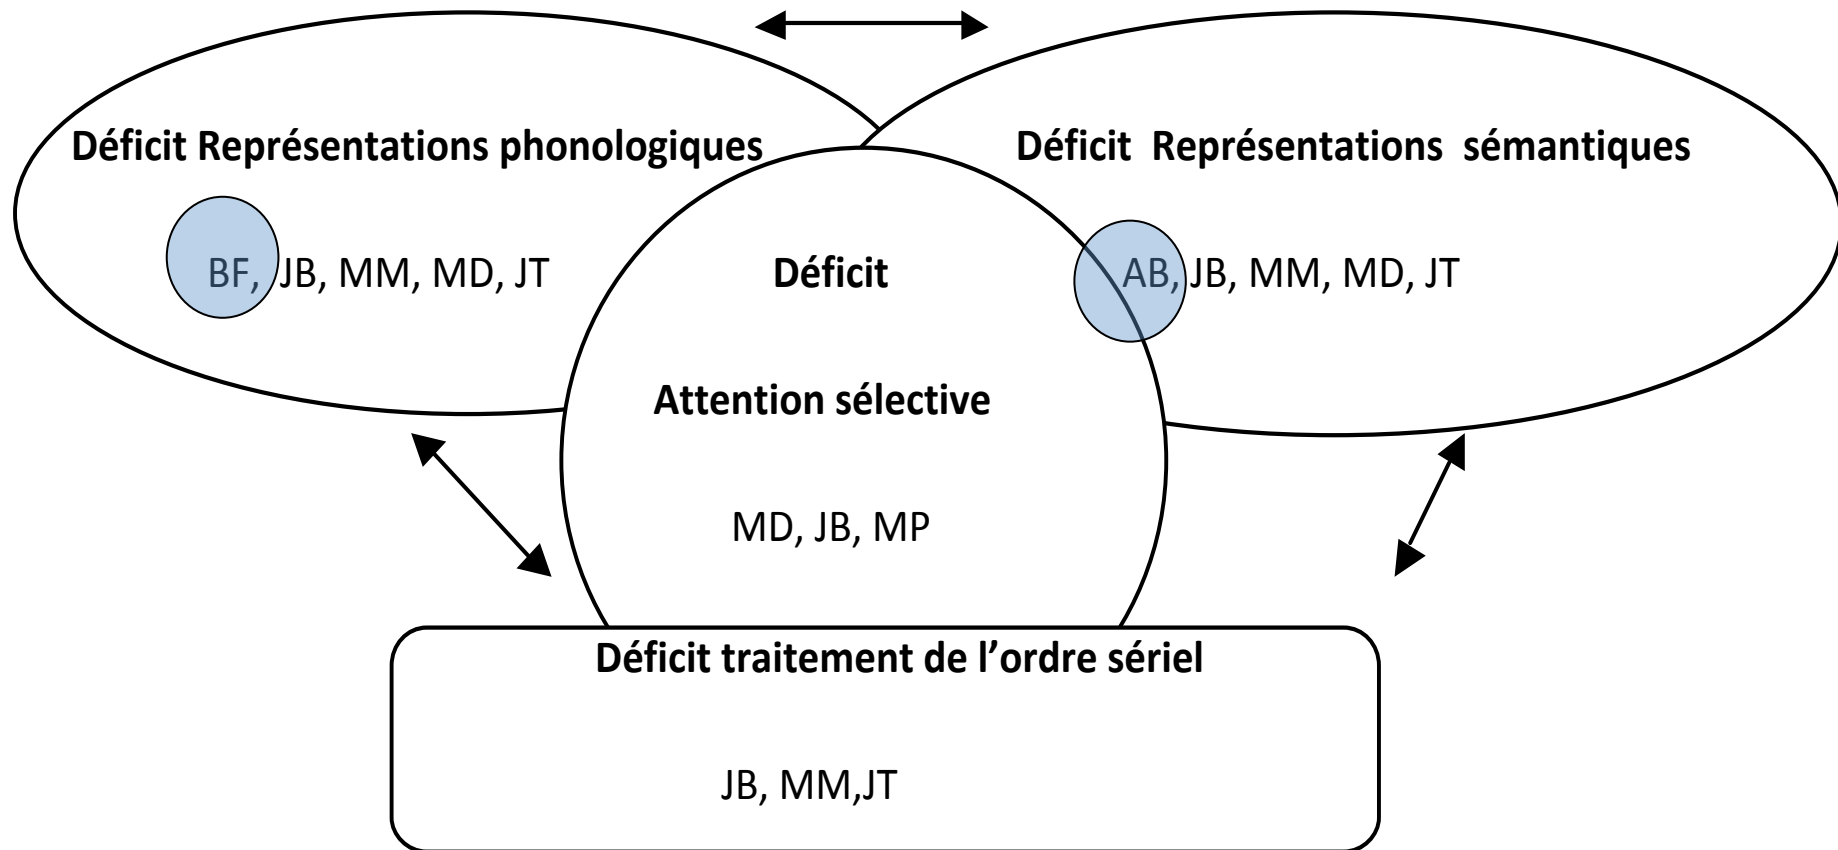 Déficit Représentations phonologiques
BF, JB, MM, MD, JT
Déficit Représentations sémantiques
AB, JB, MM, MD, JT
Déficit
Attention sélective
MD, JB, MP
Déficit traitement de l’ordre sériel
JB, MM,JT